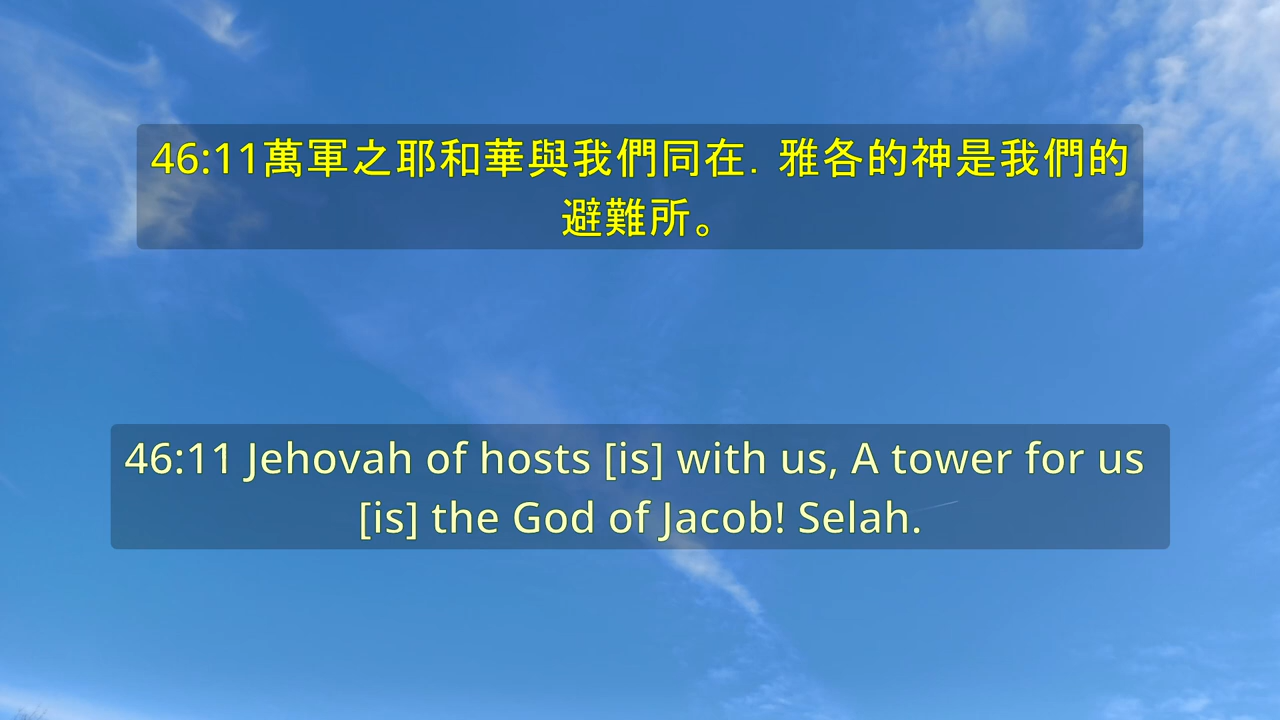 46:11萬軍之耶和華與我們同在．雅各的神是我們的
避難所。
46:11 Jehovah of hosts [is] with us, A tower for us
[is] the God of Jacob! Selah.